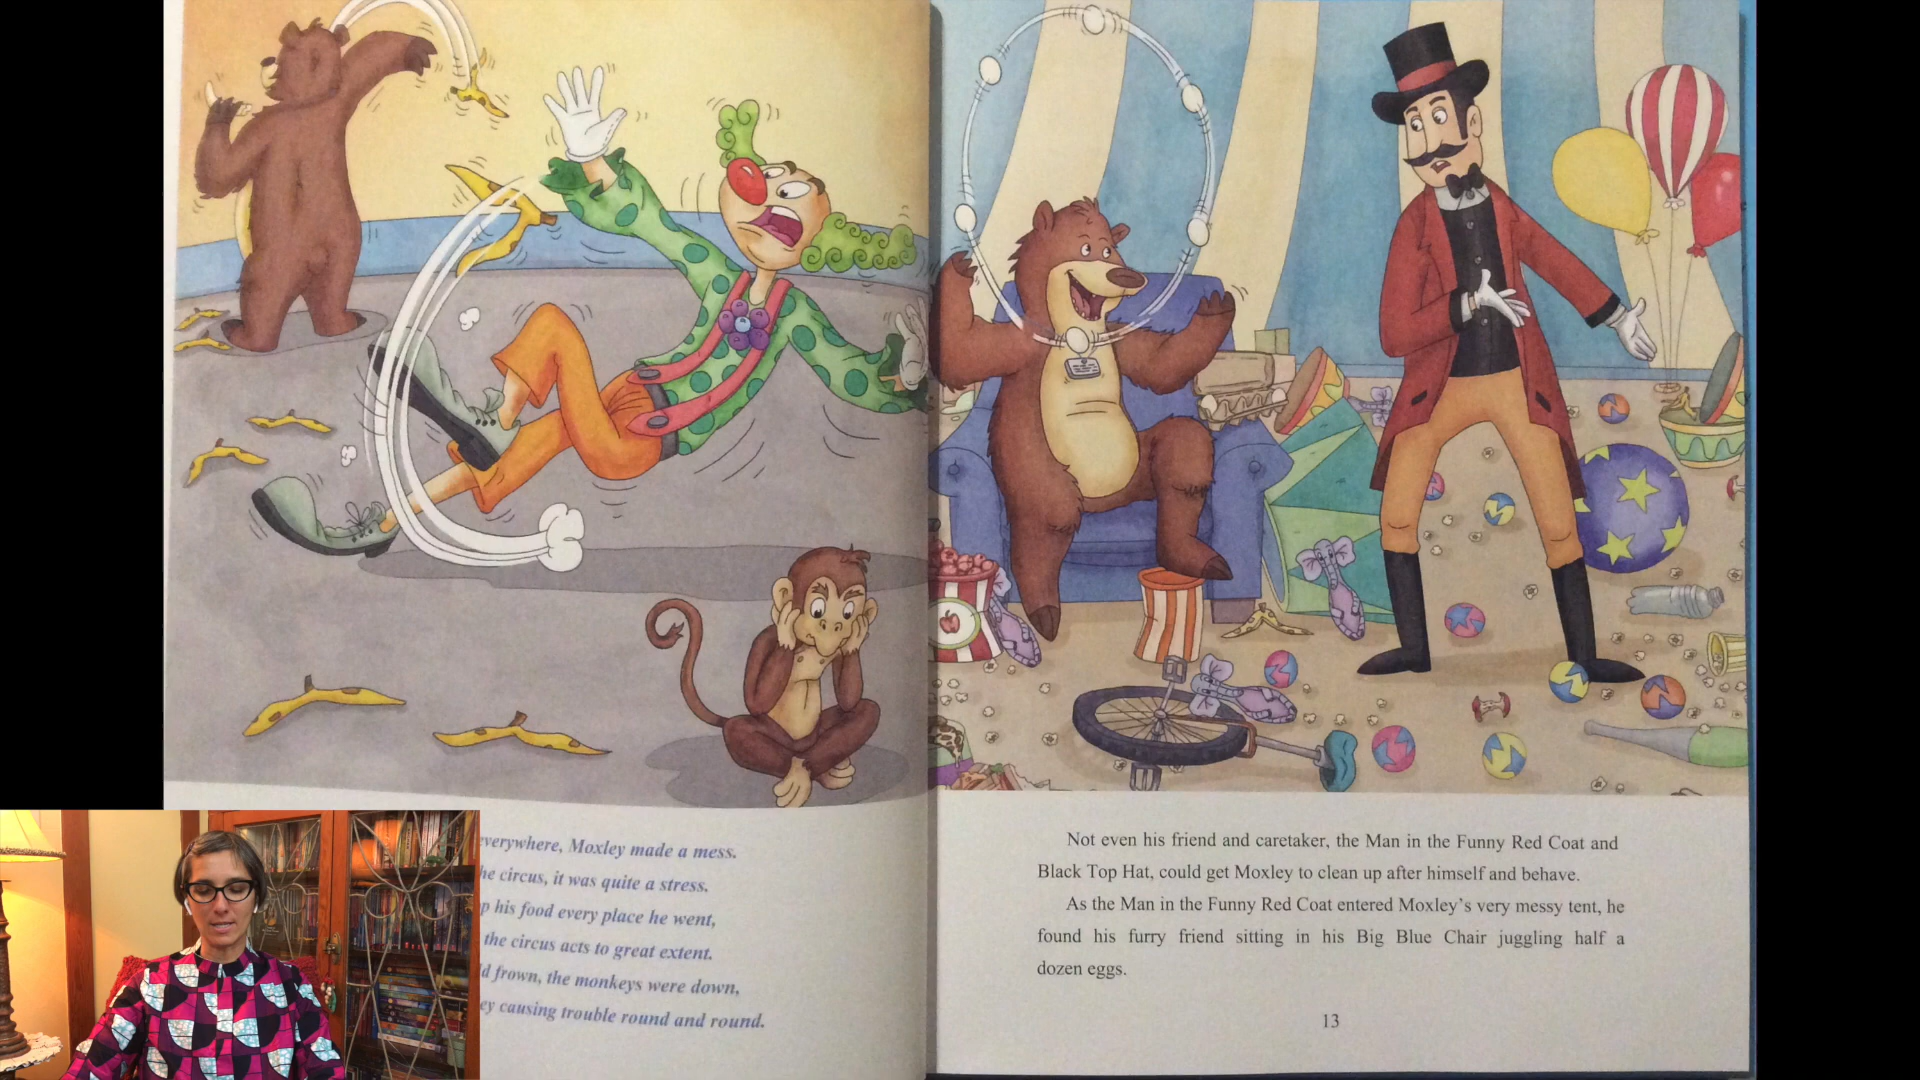 everywhere, Moxley made a mess.
he circus, it was quite a stress.
p his food every place he went,
the circus acts to great extent.
d frown, the monkeys were down,
ey causing trouble round and round.
Not even his friend and caretaker, the Man in the Funny Red Coat and
Black Top Hat, could get Moxley to clean up after himself and behave.
As the Man in the Funny Red Coat entered Moxley’s very messy tent, he
found his furry friend sitting in his Big Blue Chair juggling half a
dozen eggs.
13